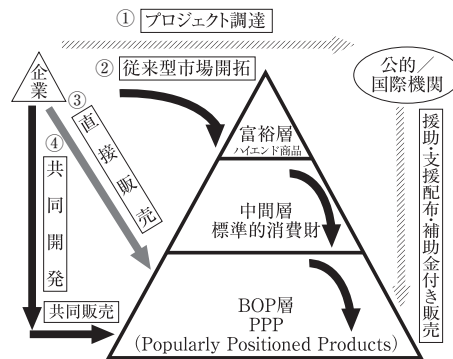 ① プロジェクト調達
企業
② 従来型市場開拓
公的／
国際機関
③ 直接販売
④ 共同開発
富裕層
ハイエンド商品
援助・支援配布・補助金付き販売
中間層
標準的消費財
共同販売
BOP層
PPP
(Popularly Positioned Products)